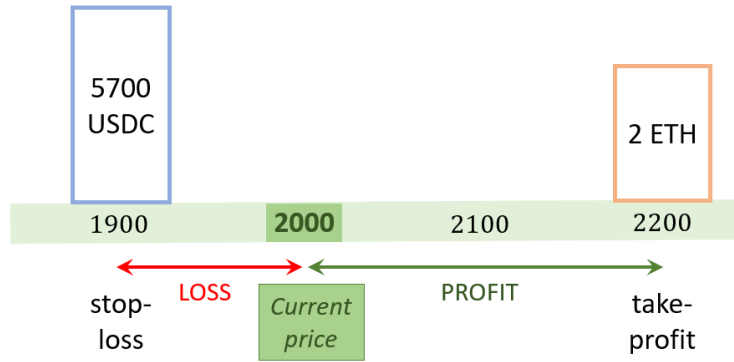 5700
USDC
2 ETH
1900 2000 2100 2200
LOSS PROFIT
stop-
loss
Current
price
take-
profit